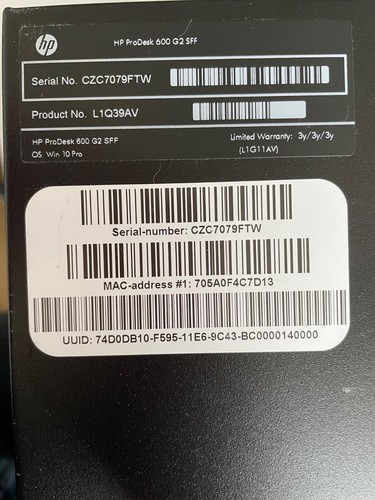 hp
HP ProDesk 600 G2 SFF
Serial No. CZC7079FTW
Product No. L1Q39AV
HP ProDesk 600 G2 SFF
OS Win 10 Pro
Limited Warranty: 3y/3y/3y
(L1G11AV)
Serial-number: CZC7079FTW
MAC-address #1: 705A0F4C7D13
UUID: 74D0DB10-F595-11E6-9C43-BC0000140000